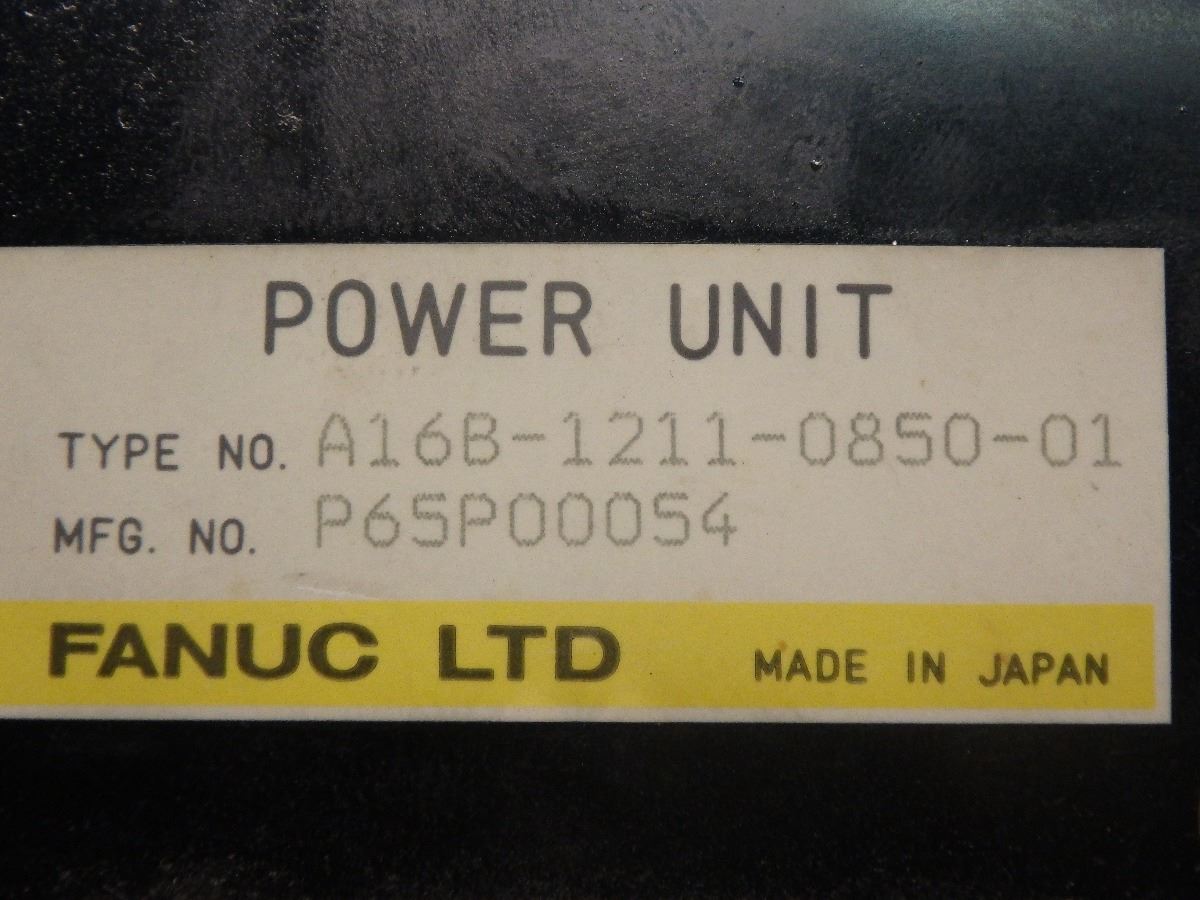 POWER UNIT
TYPE NO. A16B-1211-0850-01
MFG. NO. P65P00054
FANUC LTD MADE IN JAPAN